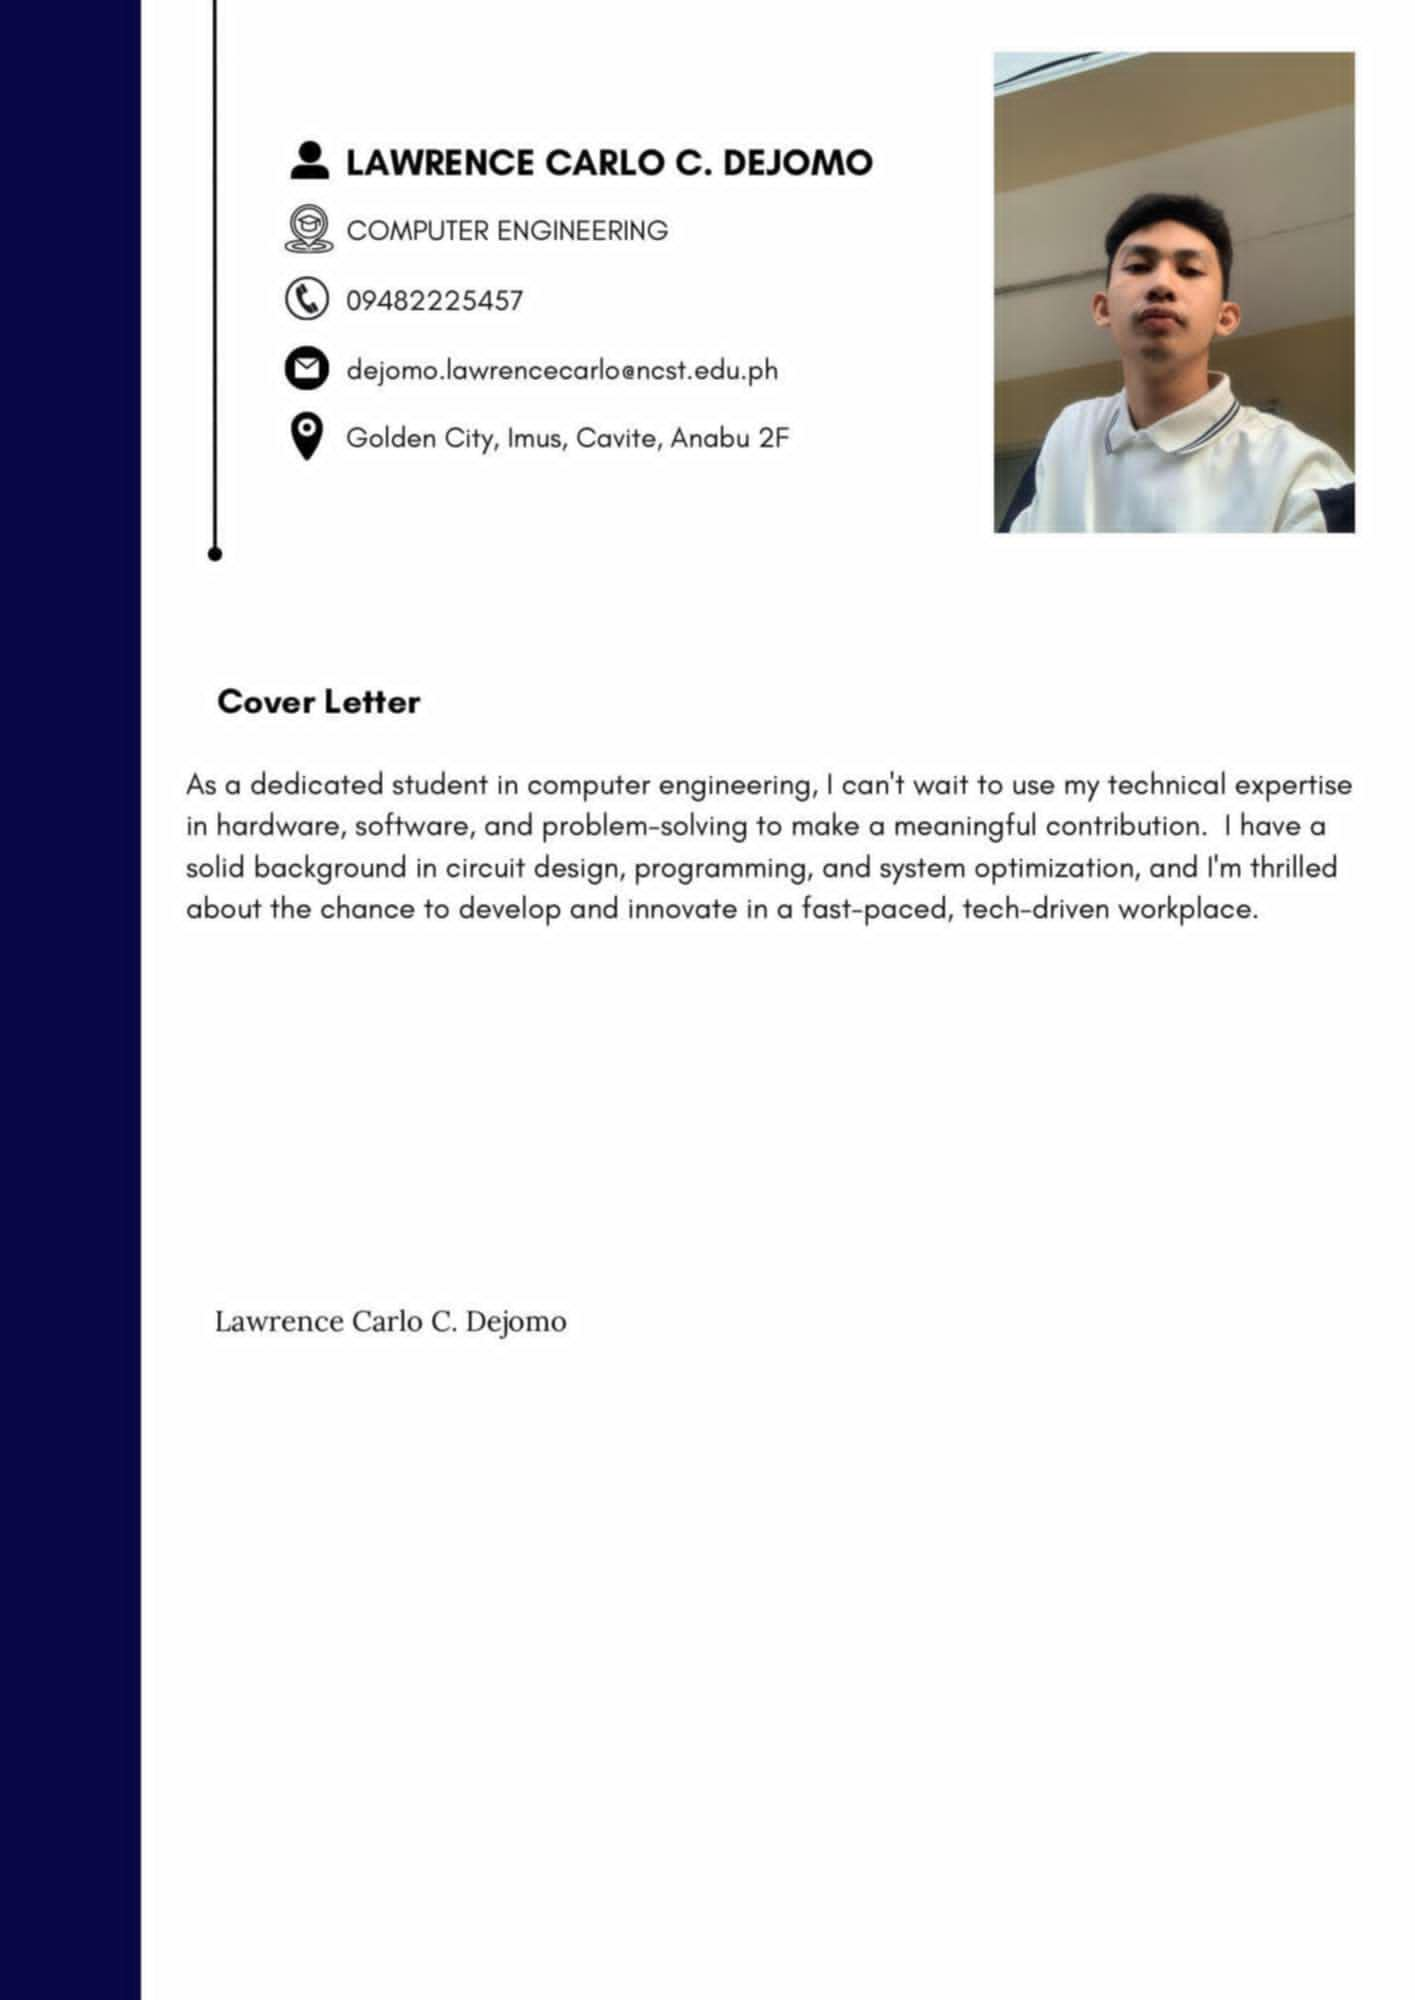 LAWRENCE CARLO C. DEJOMO
COMPUTER ENGINEERING
09482225457
dejomo.lawrencecarlo@ncst.edu.ph
Golden City, Imus, Cavite, Anabu 2F
Cover Letter
As a dedicated student in computer engineering, I can't wait to use my technical expertise
in hardware, software, and problem-solving to make a meaningful contribution.  I have a
solid background in circuit design, programming, and system optimization, and I'm thrilled
about the chance to develop and innovate in a fast-paced, tech-driven workplace.
Lawrence Carlo C. Dejomo